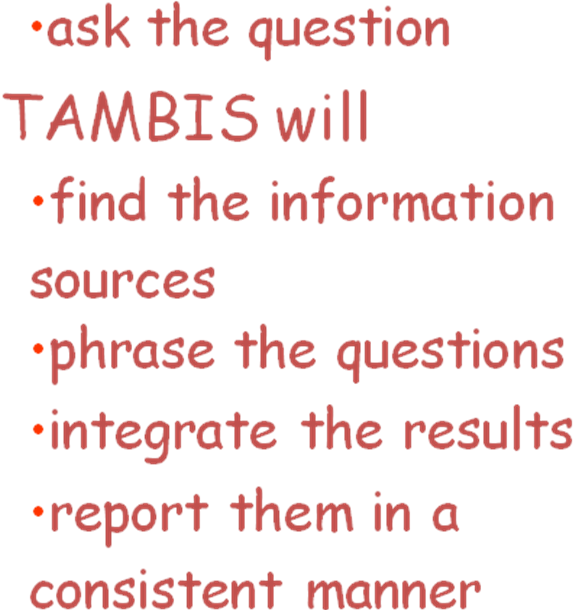 •ask the question
TAMBIS will
•find the information
sources
•phrase the questions
•integrate the results
•report them in a
consistent manner